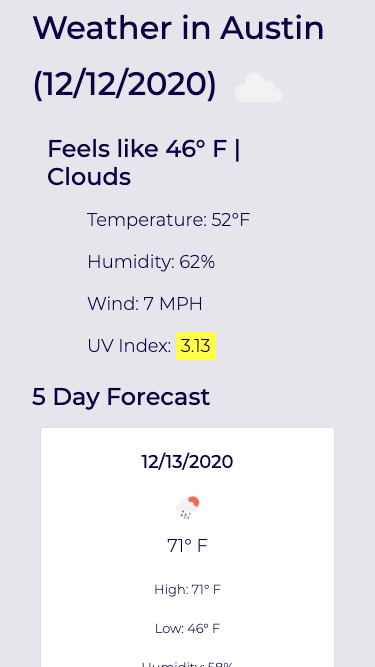 Weather in Austin
(12/12/2020)
Feels like 46° F |
Clouds
Temperature: 52°F
Humidity: 62%
Wind: 7 MPH
UV Index: 3.13
5 Day Forecast
12/13/2020
71° F
High: 71° F
Low: 46° F
Humidity: 58%